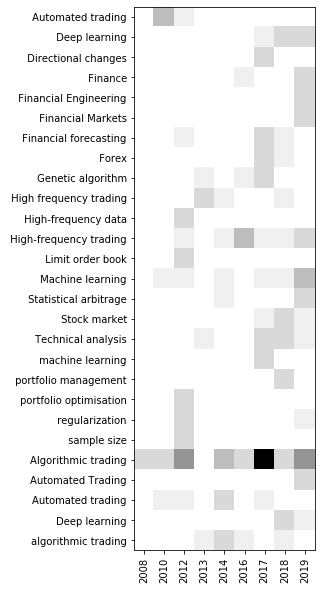 Automated trading
Deep learning
Directional changes
Finance
Financial Engineering
Financial Markets
Financial forecasting
Forex
Genetic algorithm
High frequency trading
High-frequency data
High-frequency trading
Limit order book
Machine learning
Statistical arbitrage
Stock market
Technical analysis
machine learning
portfolio management
portfolio optimisation
regularization
sample size
Algorithmic trading
Automated Trading
Automated trading
Deep learning
algorithmic trading
2008 2010 2012 2013 2014 2016 2017 2018 2019